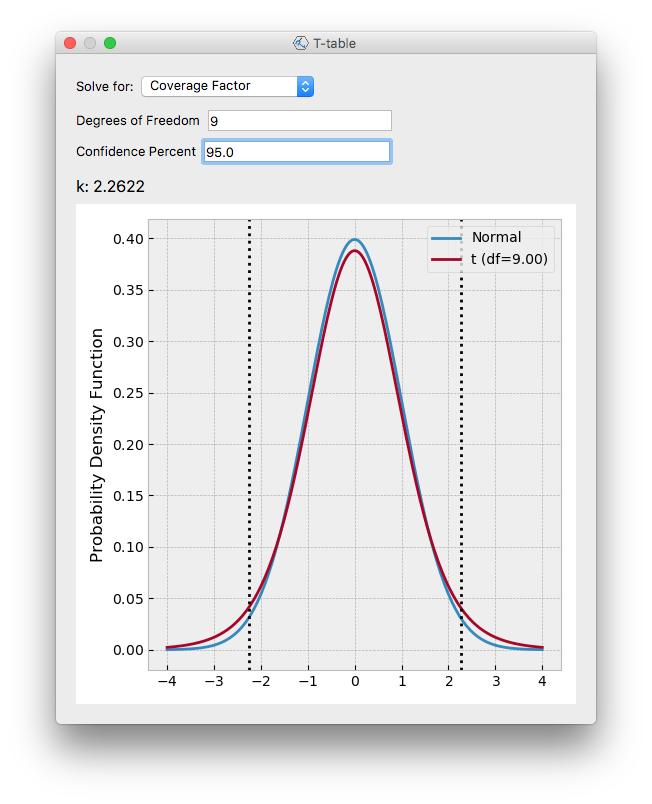 T-table
Solve for: Coverage Factor
Degrees of Freedom 9
Confidence Percent 95.0
k: 2.2622
Normal
t (df=9.00)
Probability Density Function
0.40
0.35
0.30
0.25
0.20
0.15
0.10
0.05
0.00
−4 −3 −2 −1 0 1 2 3 4